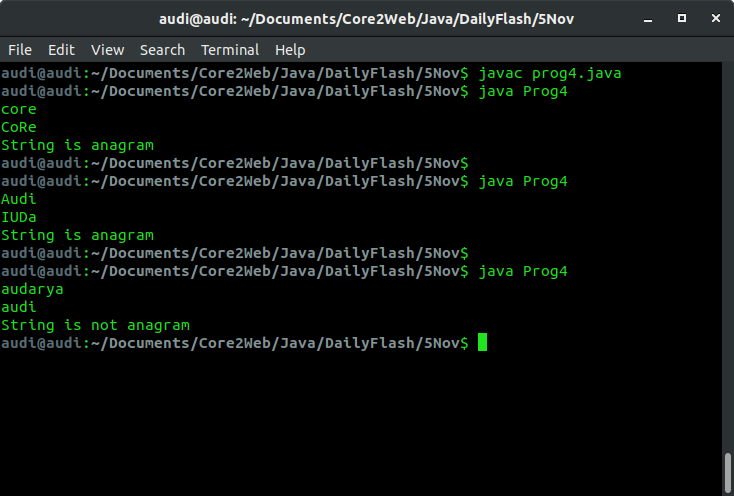 audi@audi: ~/Documents/Core2Web/Java/DailyFlash/5Nov
File Edit View Search Terminal Help
audi@audi:~/Documents/Core2Web/Java/DailyFlash/5Nov$ javac prog4.java
audi@audi:~/Documents/Core2Web/Java/DailyFlash/5Nov$ java Prog4
core
CoRe
String is anagram
audi@audi:~/Documents/Core2Web/Java/DailyFlash/5Nov$
audi@audi:~/Documents/Core2Web/Java/DailyFlash/5Nov$ java Prog4
Audi
IUDa
String is anagram
audi@audi:~/Documents/Core2Web/Java/DailyFlash/5Nov$
audi@audi:~/Documents/Core2Web/Java/DailyFlash/5Nov$ java Prog4
audarya
audi
String is not anagram
audi@audi:~/Documents/Core2Web/Java/DailyFlash/5Nov$